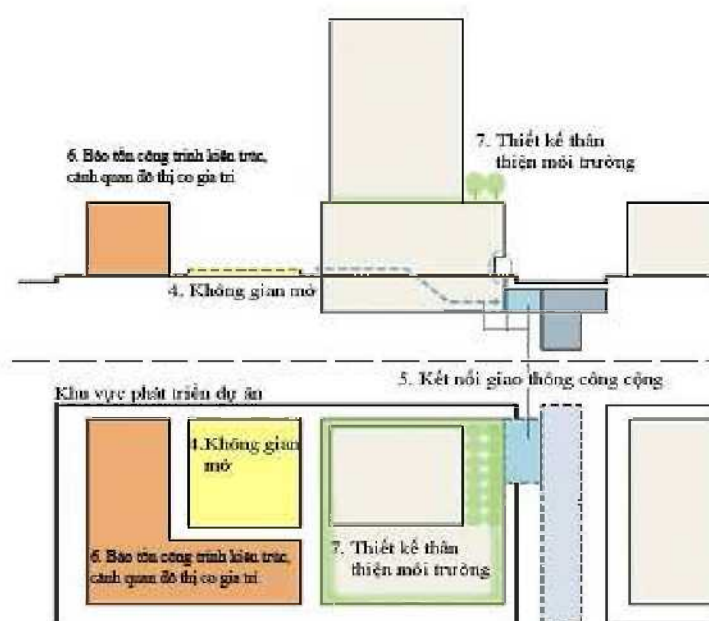 6. Bảo tồn công trình kiến trúc,
cảnh quan đô thị có giá trị
7. Thiết kế thân
thiện môi trường
4. Không gian mở
5. Kết nối giao thông công cộng
Khu vực phát triển dự án
4.Không gian
mở
6. Bảo tồn công trình kiến trúc,
cảnh quan đô thị có giá trị
7. Thiết kế thân
thiện môi trường